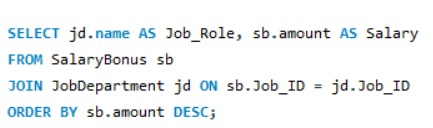 SELECT jd.name AS Job_Role, sb.amount AS Salary
FROM SalaryBonus sb
JOIN JobDepartment jd ON sb.Job_ID = jd.Job_ID
ORDER BY sb.amount DESC;